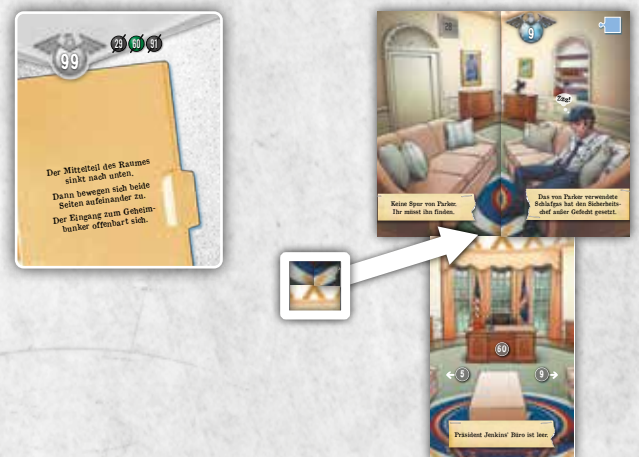 99
29 60 91
Der Mittelteil des Raumes
sinkt nach unten.
Dann bewegen sich beide
Seiten aufeinander zu.
Der Eingang zum Geheim-
bunker offenbart sich.
9
Zzzz!
Keine Spur von Parker.
Ihr müsst ihn finden.
Das von Parker verwendete
Schlafgas hat den Sicherheits-
chef außer Gefecht gesetzt.
60
5 9
Präsident Jenkins' Büro ist leer.